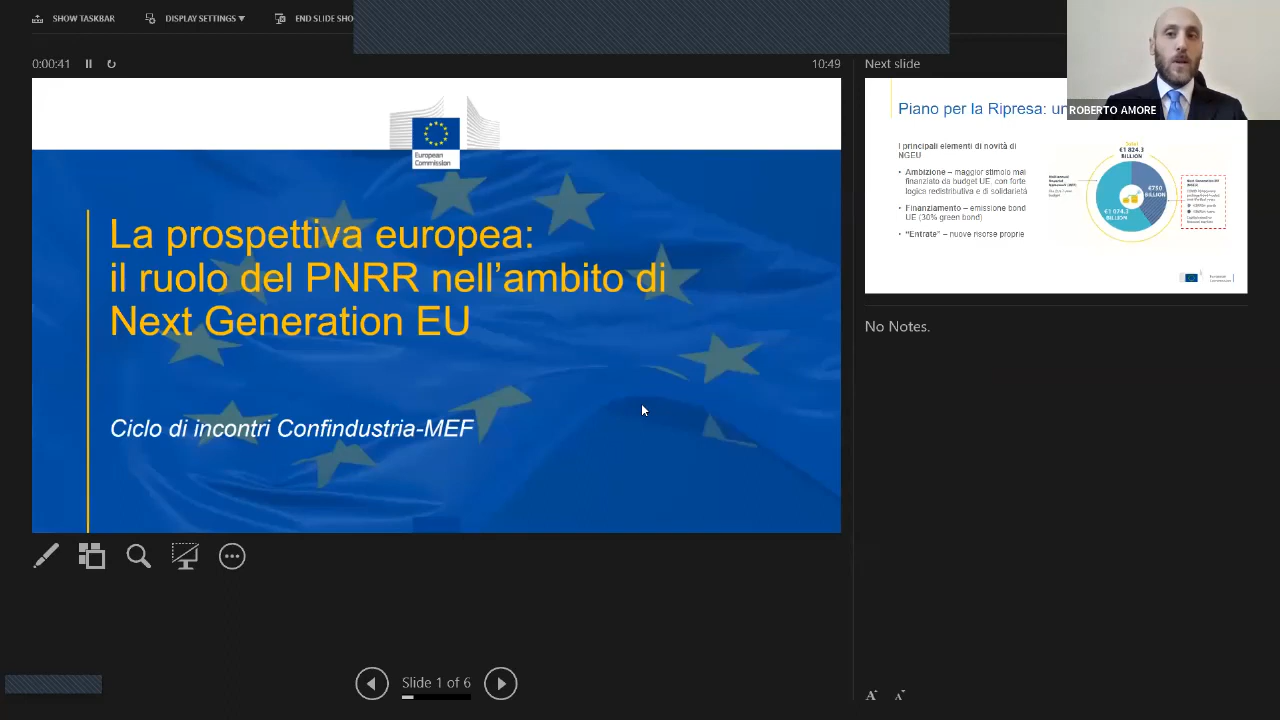 SHOW TASKBAR
DISPLAY SETTINGS ▼
END SLIDE SHO
0:00:41
10:49
European
Commission
La prospettiva europea:
il ruolo del PNRR nell'ambito di
Next Generation EU
Ciclo di incontri Confindustria-MEF
Slide 1 of 6
Next slide
ROBERTO AMORE
Piano per la Ripresa: un
I principali elementi di novità di
NGEU
• Ambizione – maggior stimolo mai
finanziato da budget UE, con forte
logica redistributiva e di solidarietà
• Finanziamento – emissione bond
UE (30% green bond)
• "Entrate" – nuove risorse proprie
Total
€1 824.3
BILLION
€750
BILLION
€1 074.3
BILLION
European
Commission
No Notes.
A
A